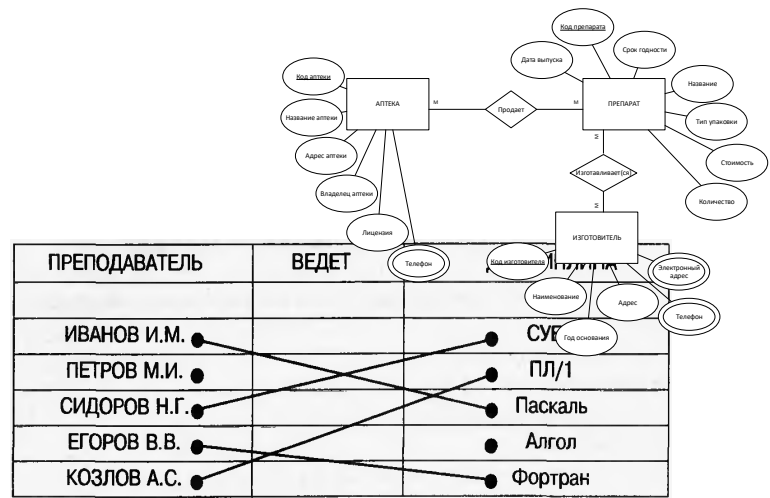 Код препарата
Срок годности
Дата выпуска
Код аптеки
Название
АПТЕКА
М
Продает
М
ПРЕПАРАТ
Название аптеки
Тип упаковки
М
Адрес аптеки
Стоимость
Изготавливает(ся)
Владелец аптеки
Количество
М
Лицензия
ИЗГОТОВИТЕЛЬ
Телефон
Код изготовителя
Электронный
адрес
Наименование
Адрес
Телефон
Год основания
ПРЕПОДАВАТЕЛЬ ВЕДЕТ
ИВАНОВ И.М.
ПЕТРОВ М.И. ПЛ/1
СИДОРОВ Н.Г. Паскаль
ЕГОРОВ В.В. Алгол
КОЗЛОВ А.С. Фортран